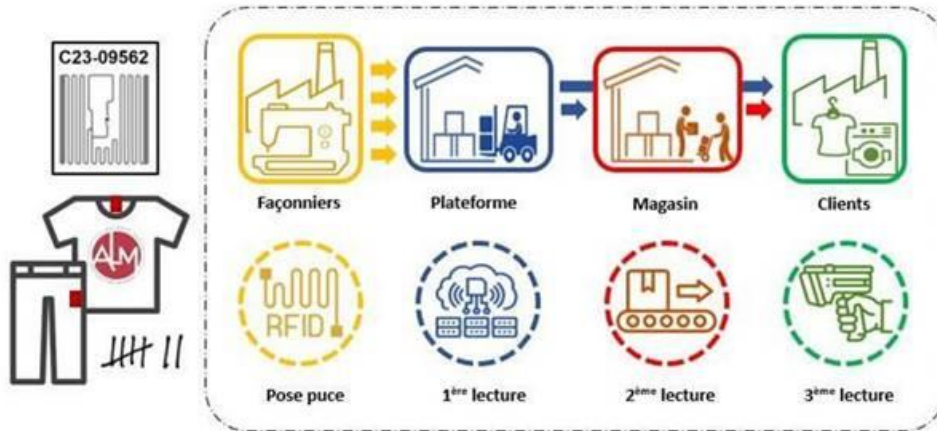 C23-09562
ALM
Façonniers
Plateforme
Magasin
Clients
RFID
Pose puce
1ère lecture
2ème lecture
3ème lecture